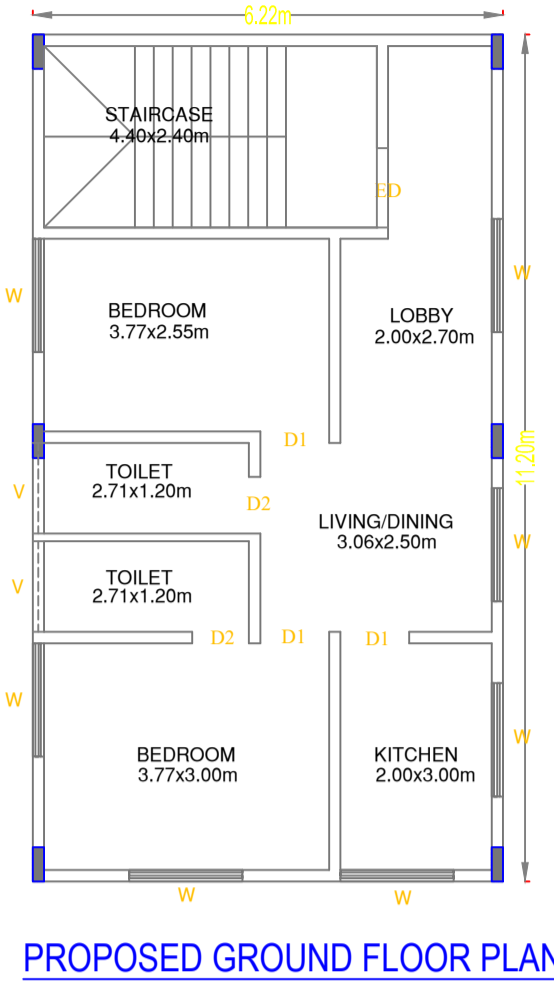 6.22m
STAIRCASE
4.40x2.40m
ED
W
W
BEDROOM
3.77x2.55m
LOBBY
2.00x2.70m
11.20m
D1
TOILET
2.71x1.20m
V
D2
LIVING/DINING
3.06x2.50m
W
TOILET
2.71x1.20m
V
D2
D1
D1
W
W
BEDROOM
3.77x3.00m
KITCHEN
2.00x3.00m
W
W
PROPOSED GROUND FLOOR PLAN